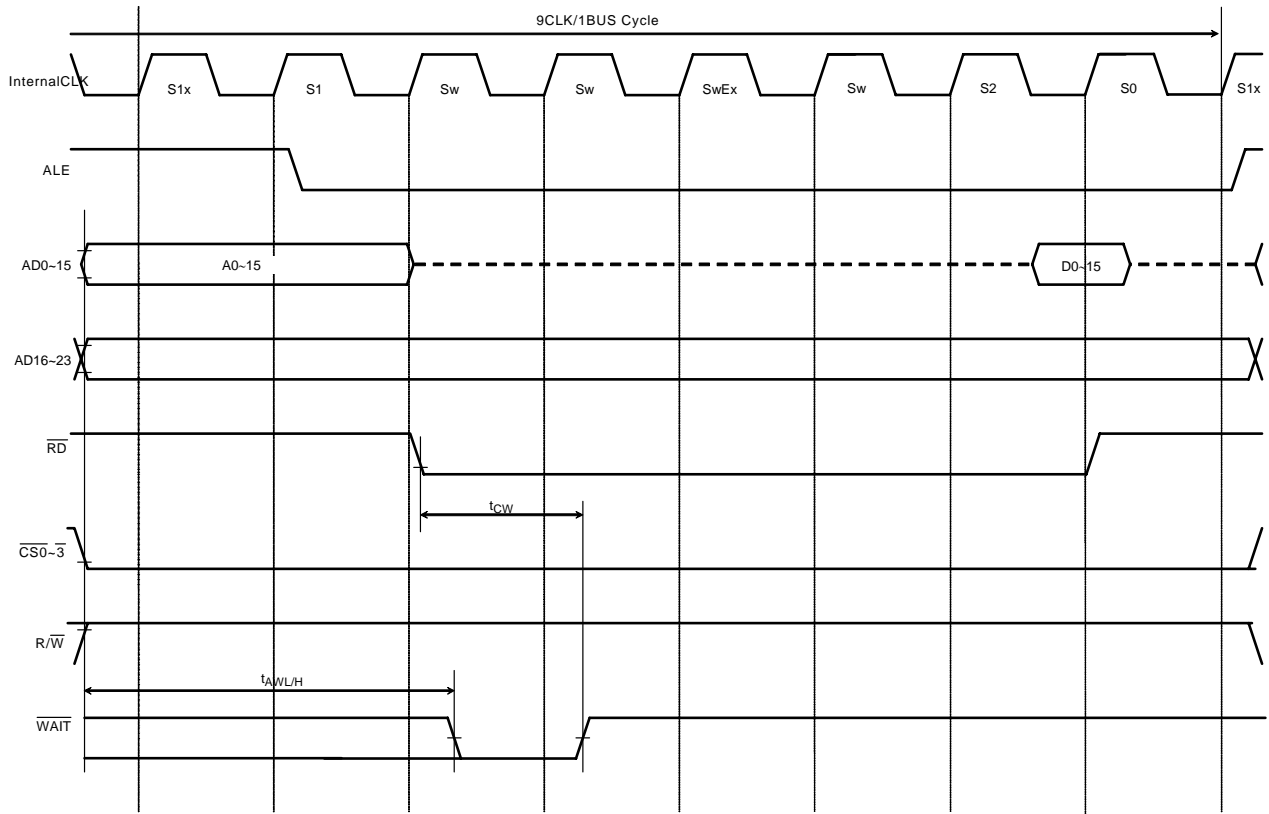 9CLK/1BUS Cycle
InternalCLK
S1x S1 Sw Sw SwEx Sw S2 S0 S1x
ALE
AD0~15 A0~15 D0~15
AD16~23
RD
tCW
CS0~3
R/W
tAWL/H
WAIT